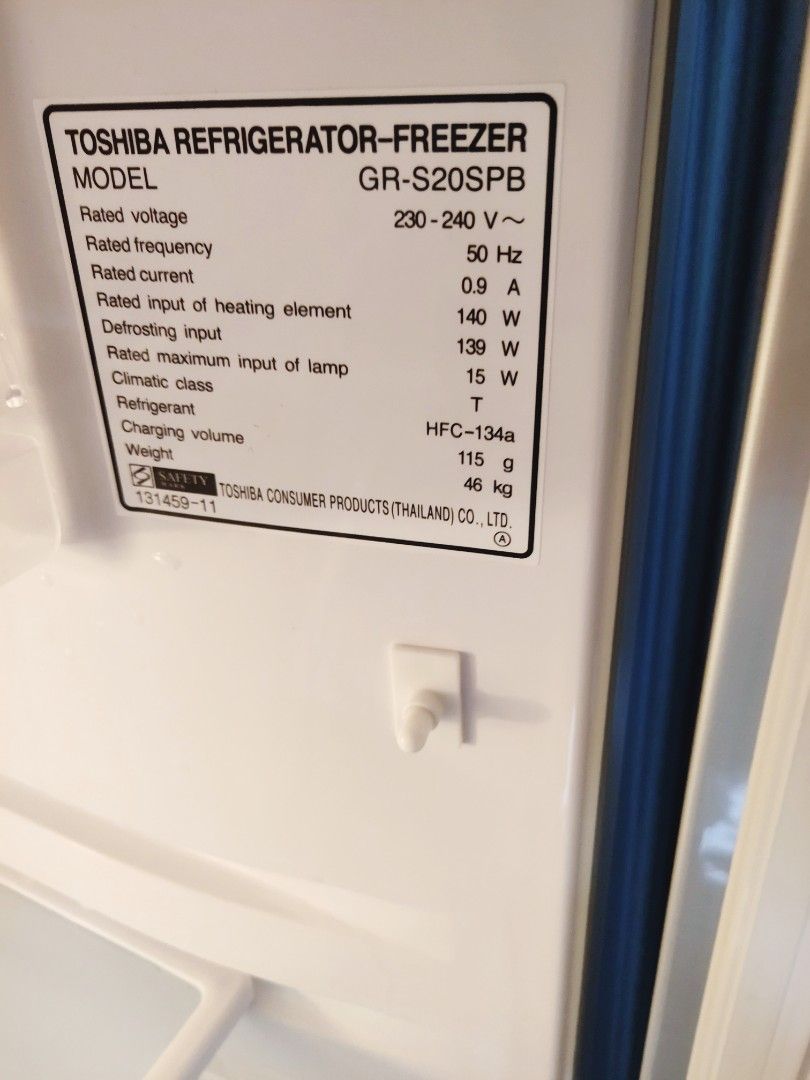 TOSHIBA REFRIGERATOR-FREEZER
MODEL GR-S20SPB
Rated voltage 230-240 V~
Rated frequency 50 Hz
Rated current 0.9 A
Rated input of heating element 140 W
Defrosting input 139 W
Rated maximum input of lamp 15 W
Climatic class T
Refrigerant HFC-134a
Charging volume 115 g
Weight 46 kg
SAFETY
MARK
131459-11 TOSHIBA CONSUMER PRODUCTS (THAILAND) CO., LTD.
A